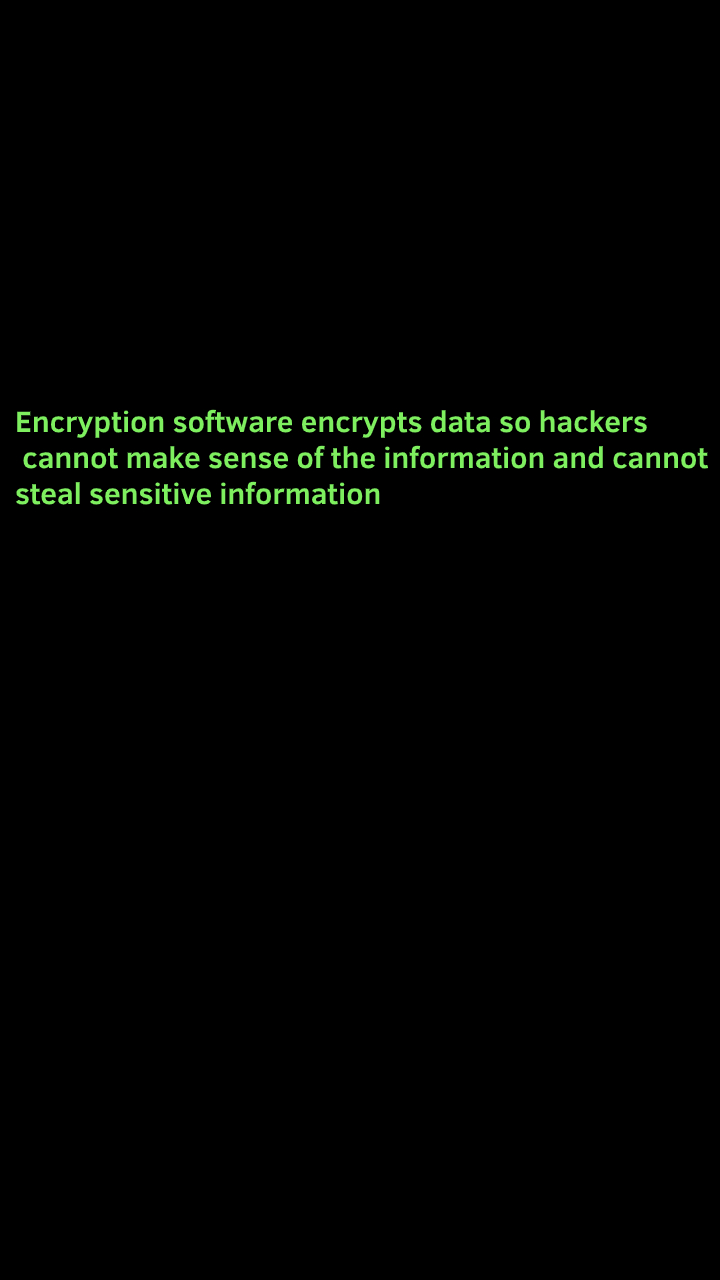 Encryption software encrypts data so hackers
cannot make sense of the information and cannot
steal sensitive information